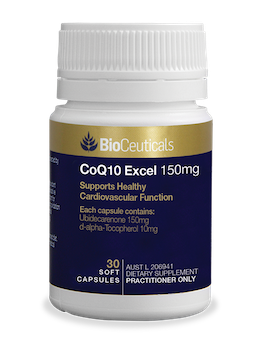 BioCeuticals
CoQ10 Excel 150mg
Supports Healthy
Cardiovascular Function
Each capsule contains:
Ubidecarenone 150mg
d-alpha-Tocopherol 10mg
30
SOFT
CAPSULES
AUST L 206941
DIETARY SUPPLEMENT
PRACTITIONER ONLY